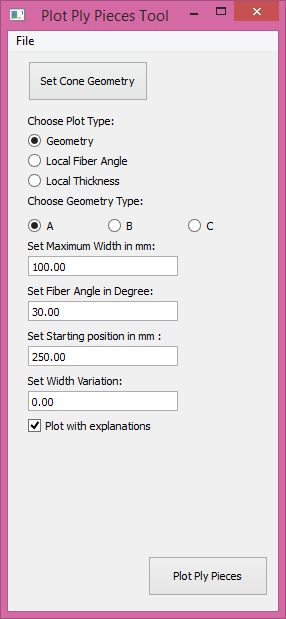 Plot Ply Pieces Tool
File
Set Cone Geometry
Choose Plot Type:
Geometry
Local Fiber Angle
Local Thickness
Choose Geometry Type:
A B C
Set Maximum Width in mm:
100.00
Set Fiber Angle in Degree:
30.00
Set Starting position in mm :
250.00
Set Width Variation:
0.00
Plot with explanations
Plot Ply Pieces